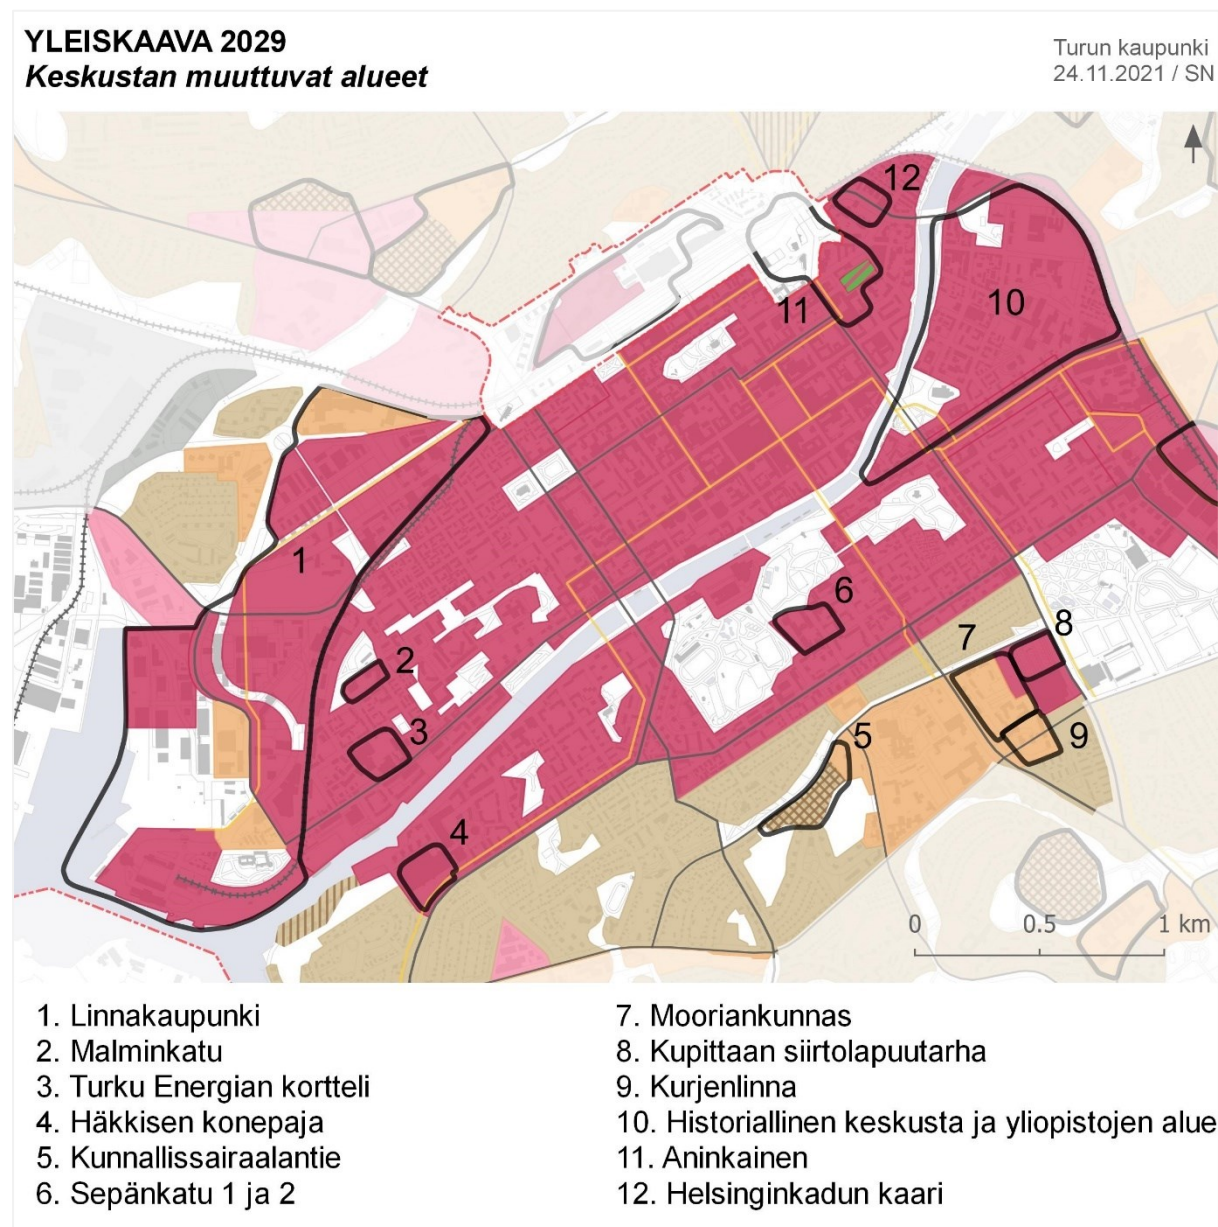 YLEISKAAVA 2029
Keskustan muuttuvat alueet
Turun kaupunki
24.11.2021 / SN
12
10
11
1
6
8
2
7
3
5
9
4
0 0.5 1 km
1. Linnakaupunki
2. Malminkatu
3. Turku Energian kortteli
4. Häkkisen konepaja
5. Kunnallissairaalantie
6. Sepänkatu 1 ja 2
7. Mooriankunnas
8. Kupittaan siirtolapuutarha
9. Kurjenlinna
10. Historiallinen keskusta ja yliopistojen alue
11. Aninkainen
12. Helsinginkadun kaari